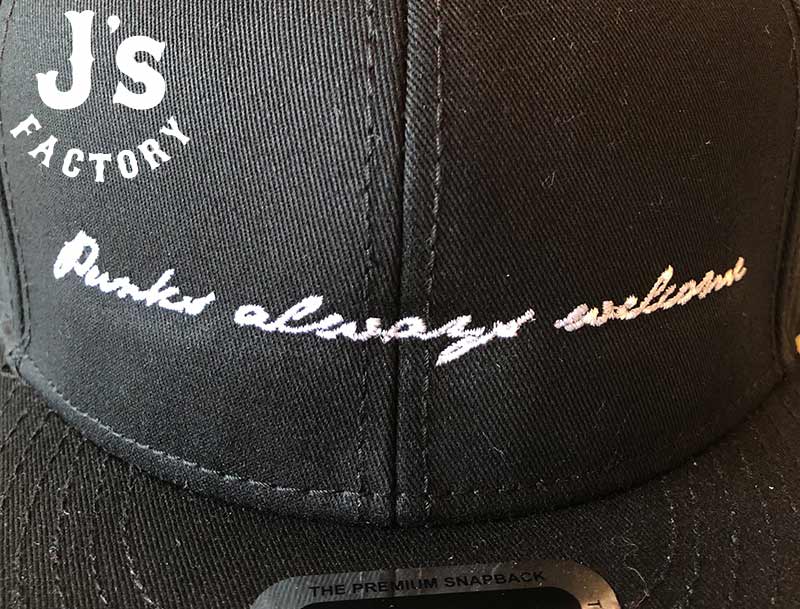 J's
FACTORY
Punks always welcome
THE PREMIUM SNAPBACK